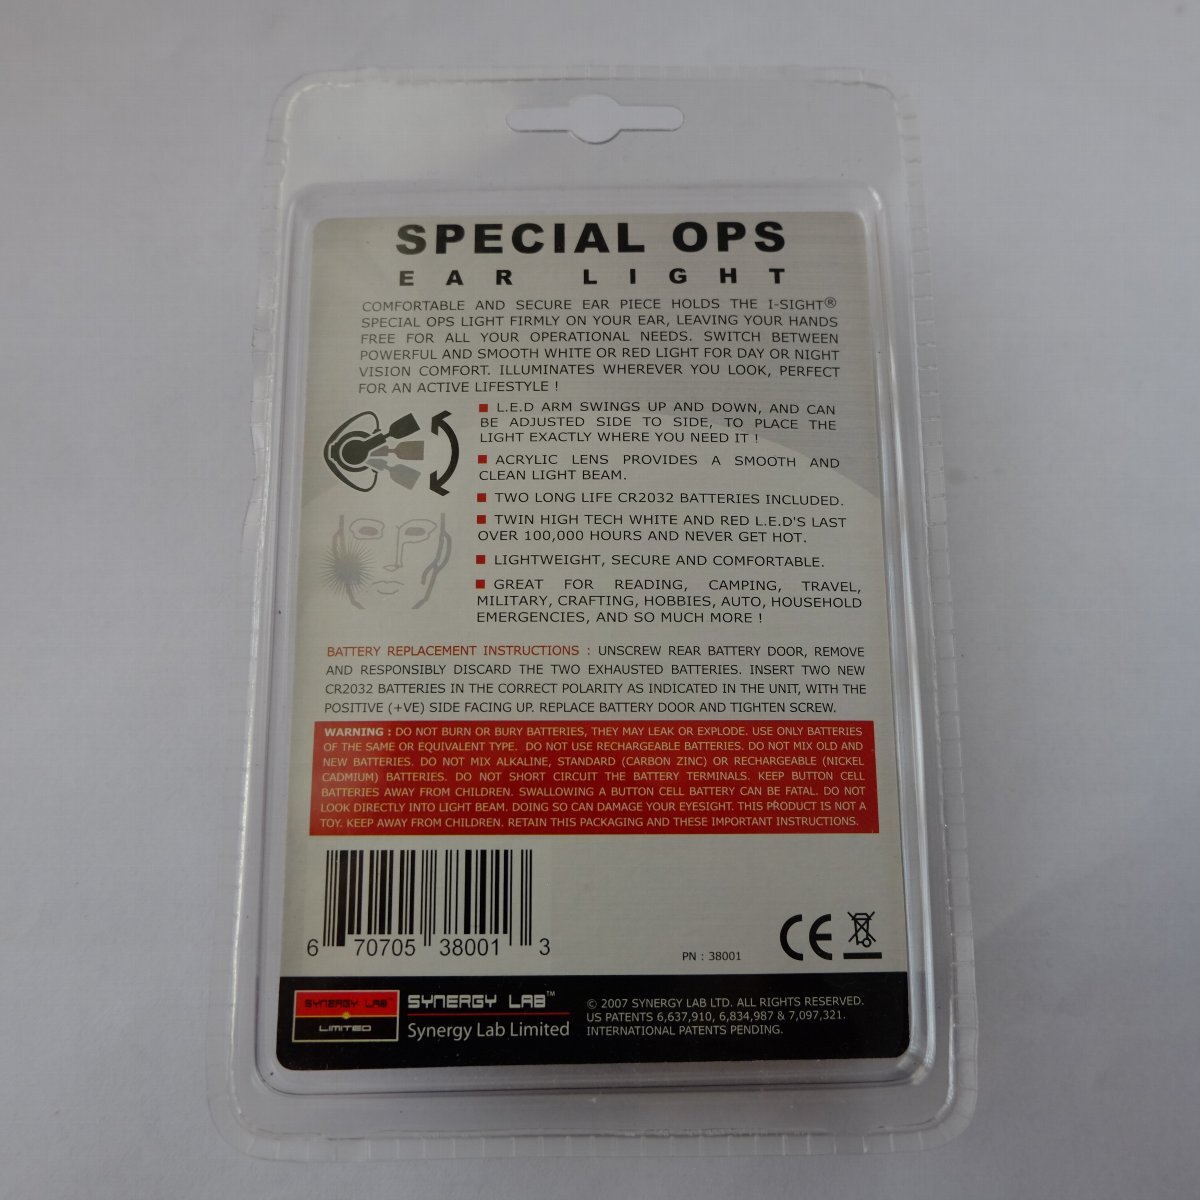 SPECIAL OPS
EAR LIGHT
COMFORTABLE AND SECURE EAR PIECE HOLDS THE I-SIGHT®
SPECIAL OPS LIGHT FIRMLY ON YOUR EAR, LEAVING YOUR HANDS
FREE FOR ALL YOUR OPERATIONAL NEEDS. SWITCH BETWEEN
POWERFUL AND SMOOTH WHITE OR RED LIGHT FOR DAY OR NIGHT
VISION COMFORT. ILLUMINATES WHEREVER YOU LOOK, PERFECT
FOR AN ACTIVE LIFESTYLE !
■ L.E.D ARM SWINGS UP AND DOWN, AND CAN
BE ADJUSTED SIDE TO SIDE, TO PLACE THE
LIGHT EXACTLY WHERE YOU NEED IT !
■ ACRYLIC LENS PROVIDES A SMOOTH AND
CLEAN LIGHT BEAM.
■ TWO LONG LIFE CR2032 BATTERIES INCLUDED.
■ TWIN HIGH TECH WHITE AND RED L.E.D'S LAST
OVER 100,000 HOURS AND NEVER GET HOT.
■ LIGHTWEIGHT, SECURE AND COMFORTABLE.
■ GREAT FOR READING, CAMPING, TRAVEL,
MILITARY, CRAFTING, HOBBIES, AUTO, HOUSEHOLD
EMERGENCIES, AND SO MUCH MORE !
BATTERY REPLACEMENT INSTRUCTIONS : UNSCREW REAR BATTERY DOOR, REMOVE
AND RESPONSIBLY DISCARD THE TWO EXHAUSTED BATTERIES. INSERT TWO NEW
CR2032 BATTERIES IN THE CORRECT POLARITY AS INDICATED IN THE UNIT, WITH THE
POSITIVE (+VE) SIDE FACING UP. REPLACE BATTERY DOOR AND TIGHTEN SCREW.
WARNING : DO NOT BURN OR BURY BATTERIES, THEY MAY LEAK OR EXPLODE. USE ONLY BATTERIES
OF THE SAME OR EQUIVALENT TYPE. DO NOT USE RECHARGEABLE BATTERIES. DO NOT MIX OLD AND
NEW BATTERIES. DO NOT MIX ALKALINE, STANDARD (CARBON ZINC) OR RECHARGEABLE (NICKEL
CADMIUM) BATTERIES. DO NOT SHORT CIRCUIT THE BATTERY TERMINALS. KEEP BUTTON CELL
BATTERIES AWAY FROM CHILDREN. SWALLOWING A BUTTON CELL BATTERY CAN BE FATAL. DO NOT
LOOK DIRECTLY INTO LIGHT BEAM. DOING SO CAN DAMAGE YOUR EYESIGHT. THIS PRODUCT IS NOT A
TOY. KEEP AWAY FROM CHILDREN. RETAIN THIS PACKAGING AND THESE IMPORTANT INSTRUCTIONS.
6 70705 38001 3
PN : 38001
CE
SYNERGY LAB
LIMITED
SYNERGY LAB™
Synergy Lab Limited
© 2007 SYNERGY LAB LTD. ALL RIGHTS RESERVED.
US PATENTS 6,637,910, 6,834,987 & 7,097,321.
INTERNATIONAL PATENTS PENDING.